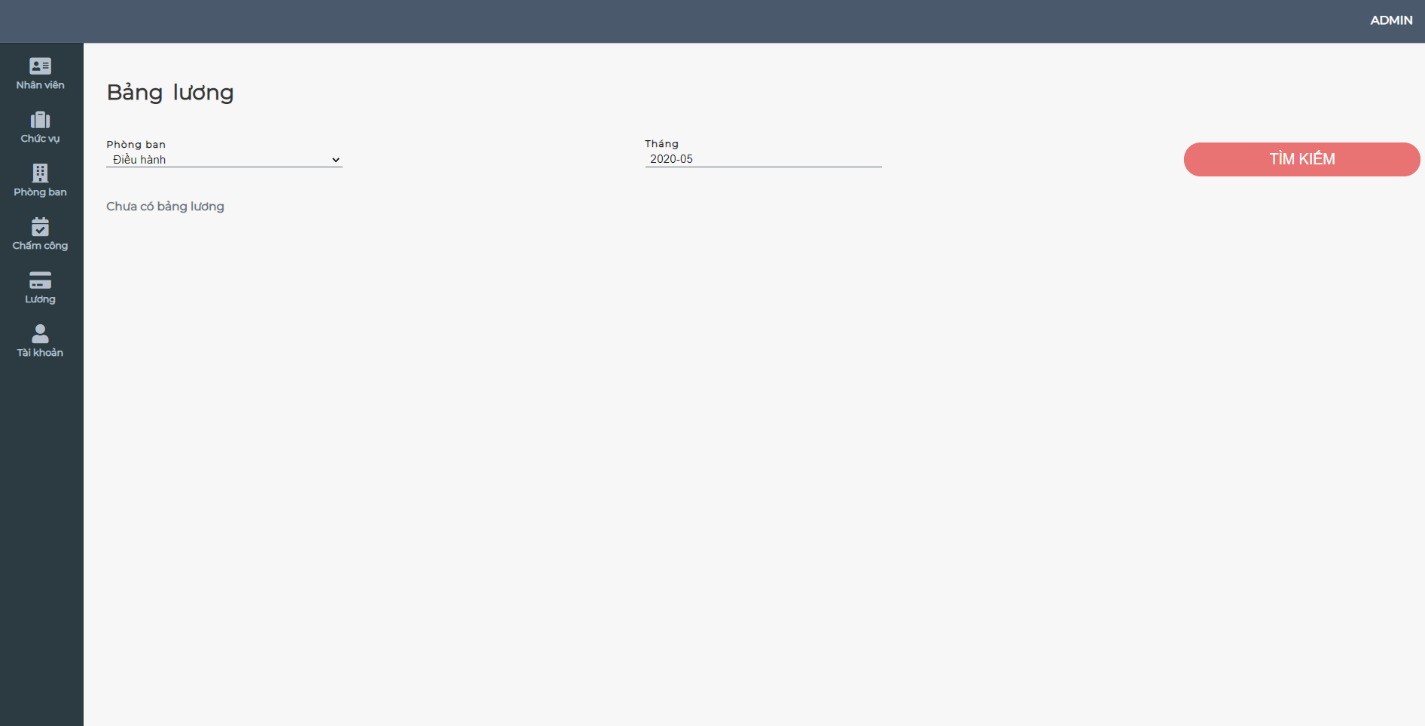 ADMIN
Nhân viên
Chức vụ
Phòng ban
Chấm công
Lương
Tài khoản
Bảng lương
Phòng ban
Điều hành
Tháng
2020-05
TÌM KIẾM
Chưa có bảng lương